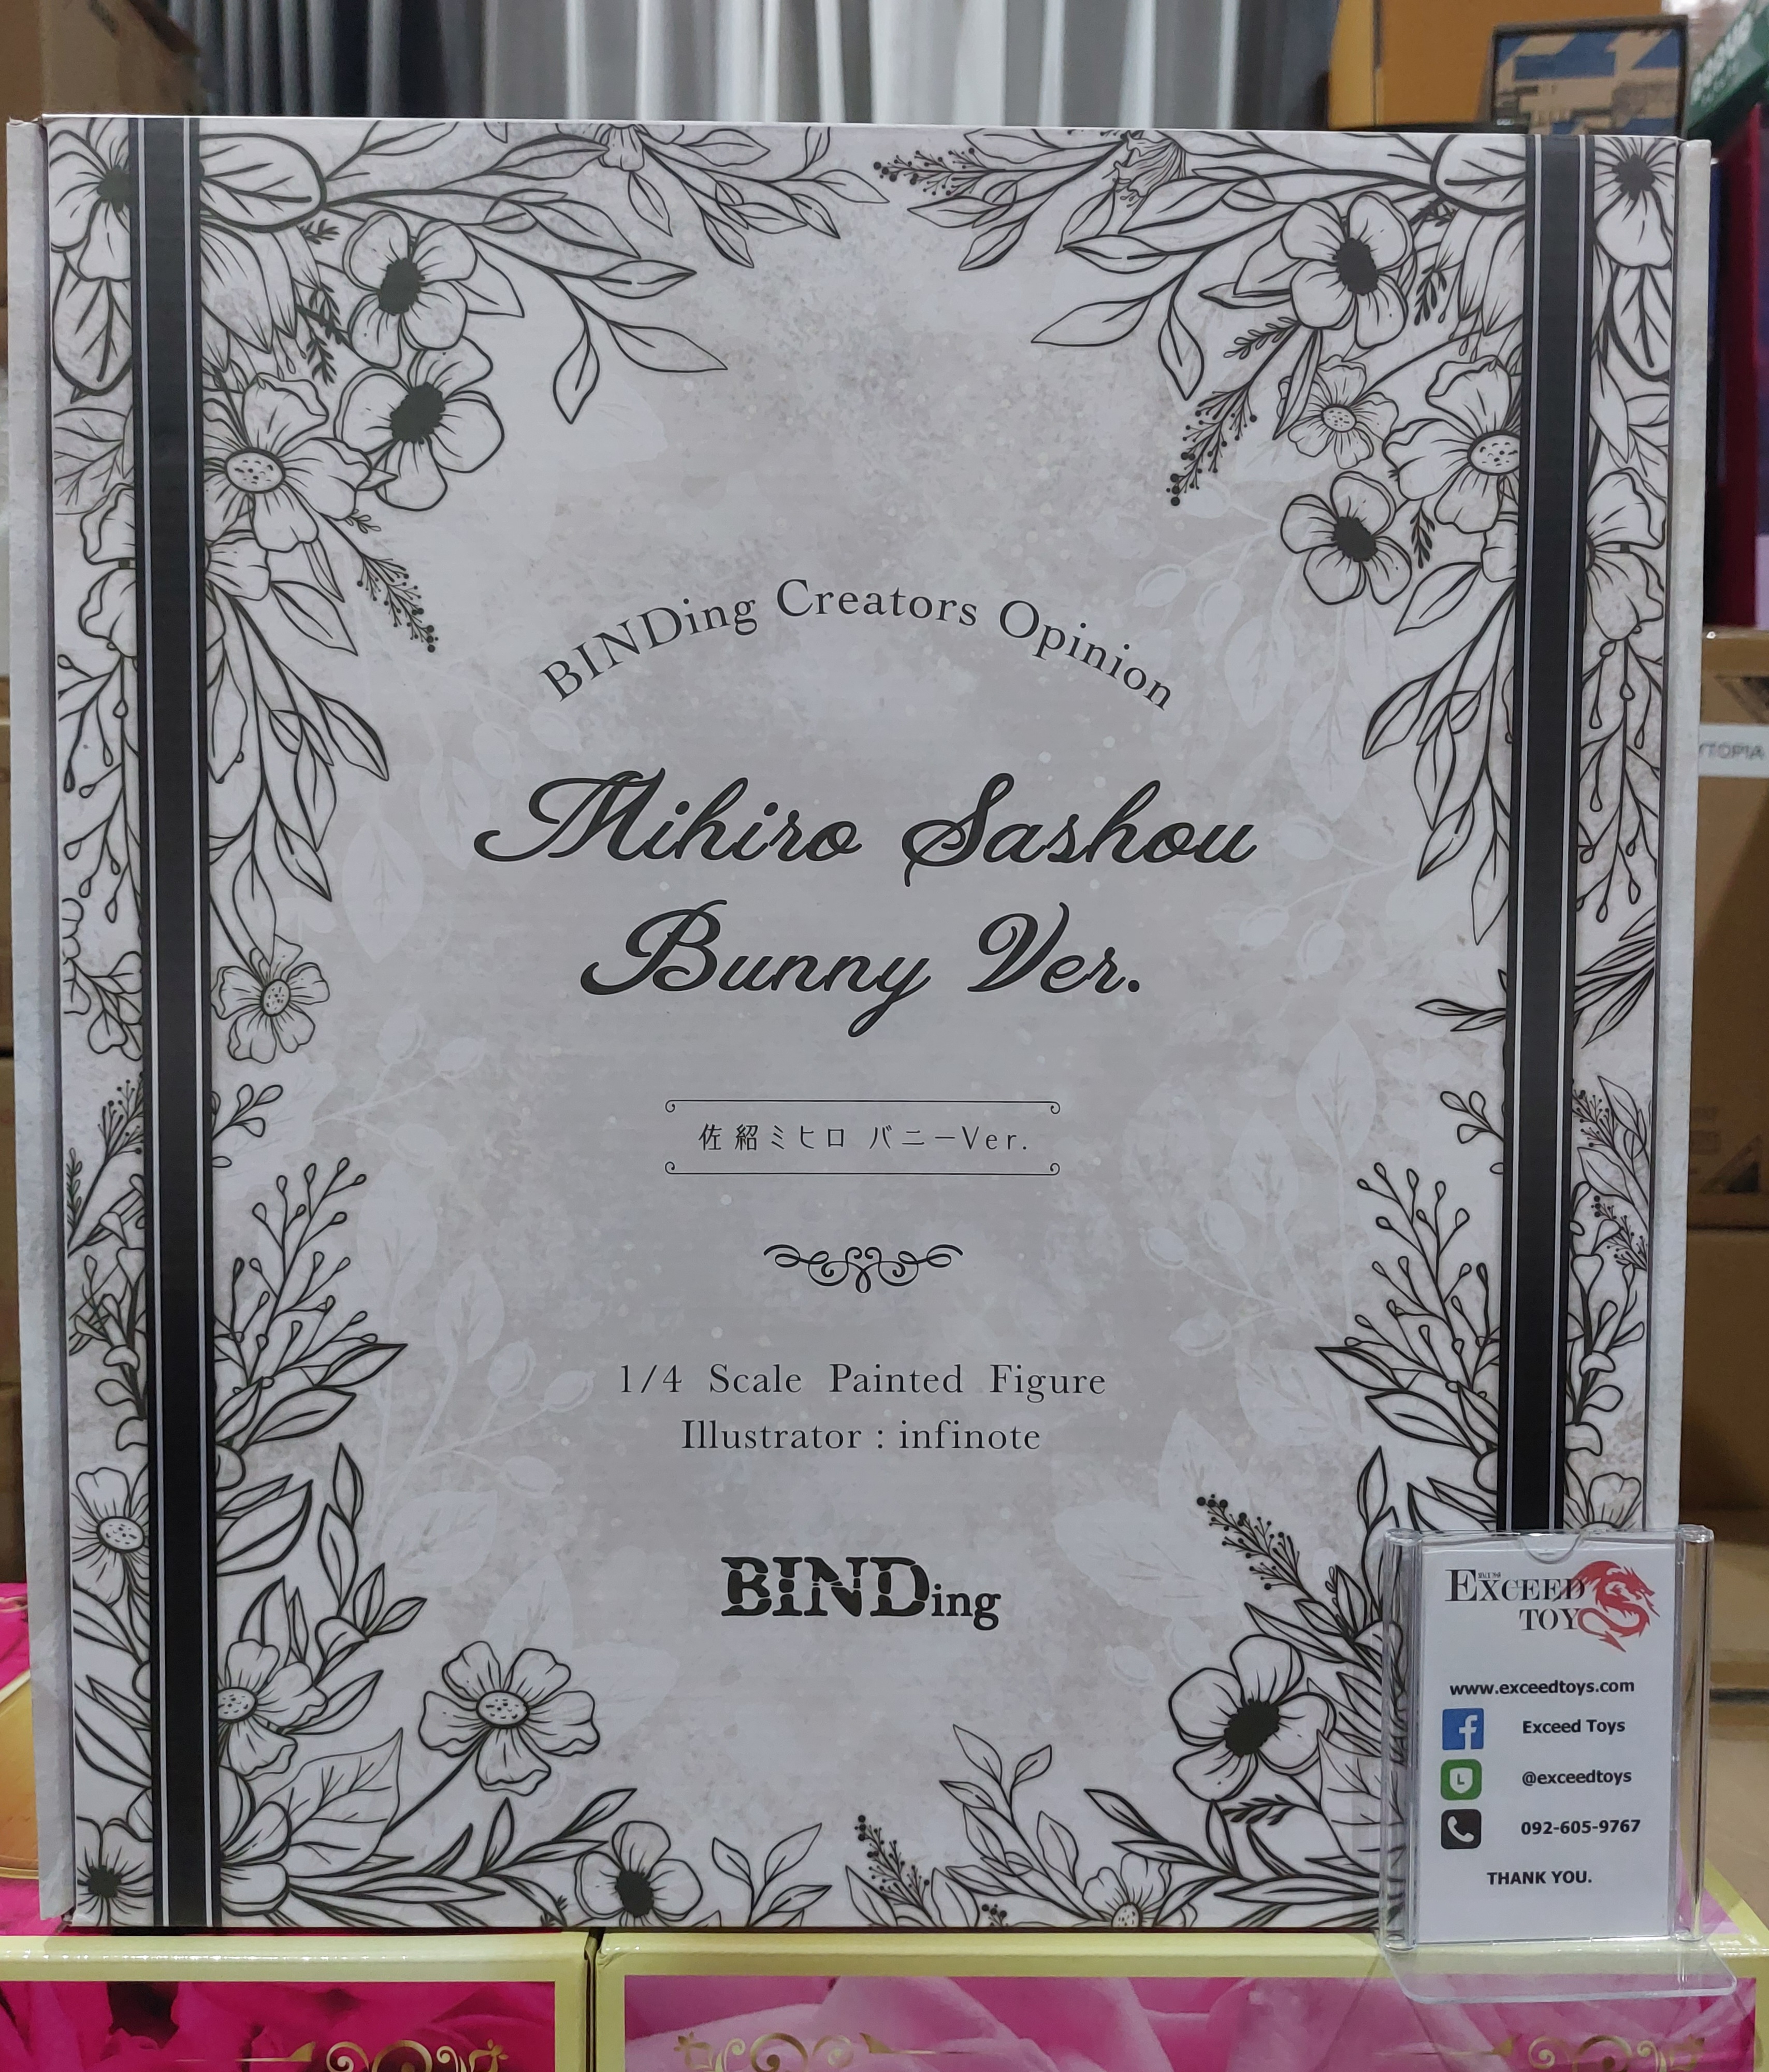 BINDing Creators Opinion
Mihiro Sashou
Bunny Ver.
佐紹ミヒロ バニーVer.
1/4 Scale Painted Figure
Illustrator : infinote
BINDing
EXCEED
TOY
www.exceedtoys.com
Exceed Toys
@exceedtoys
092-605-9767
THANK YOU.